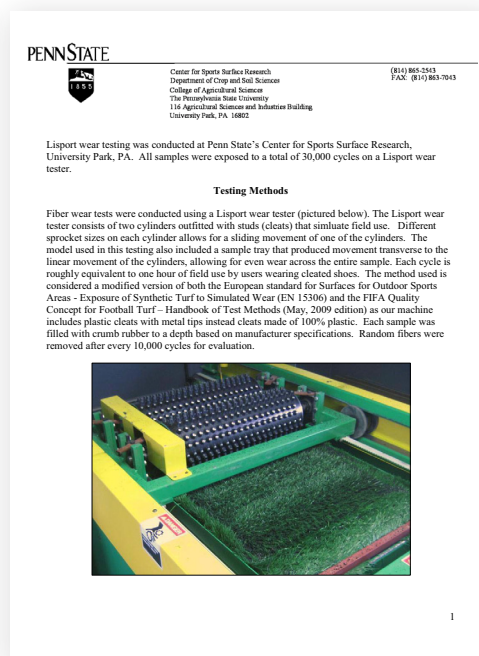 PENNSTATE
1855
Center for Sports Surface Research
Department of Crop and Soil Sciences
College of Agricultural Sciences
The Pennsylvania State University
116 Agricultural Sciences and Industries Building
University Park, PA  16802
(814) 865-2543
FAX:  (814) 863-7043
Lisport wear testing was conducted at Penn State's Center for Sports Surface Research,
University Park, PA.  All samples were exposed to a total of 30,000 cycles on a Lisport wear
tester.
Testing Methods
Fiber wear tests were conducted using a Lisport wear tester (pictured below). The Lisport wear
tester consists of two cylinders outfitted with studs (cleats) that simluate field use.   Different
sprocket sizes on each cylinder allows for a sliding movement of one of the cylinders.  The
model used in this testing also included a sample tray that produced movement transverse to the
linear movement of the cylinders, allowing for even wear across the entire sample. Each cycle is
roughly equivalent to one hour of field use by users wearing cleated shoes.  The method used is
considered a modified version of both the European standard for Surfaces for Outdoor Sports
Areas - Exposure of Synthetic Turf to Simulated Wear (EN 15306) and the FIFA Quality
Concept for Football Turf – Handbook of Test Methods (May, 2009 edition) as our machine
includes plastic cleats with metal tips instead cleats made of 100% plastic.  Each sample was
filled with crumb rubber to a depth based on manufacturer specifications.  Random fibers were
removed after every 10,000 cycles for evaluation.
1